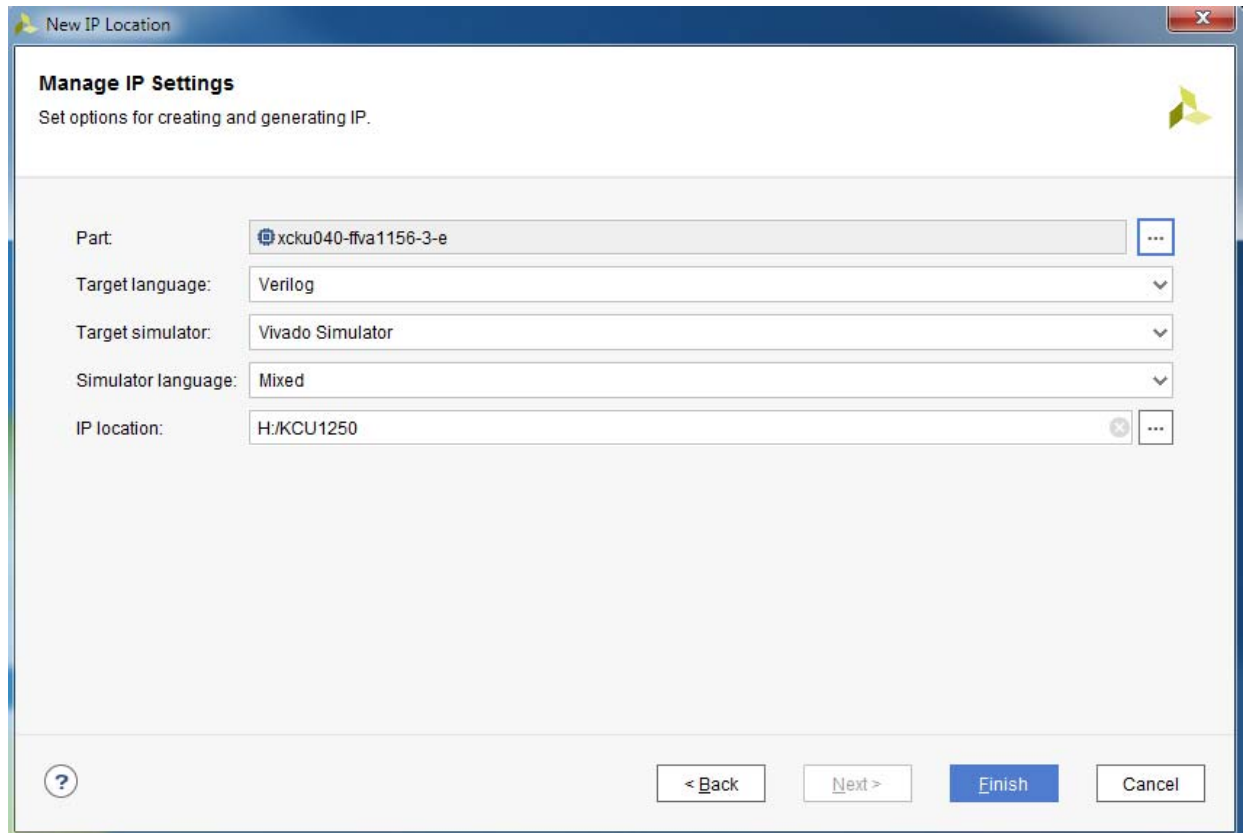 New IP Location
Manage IP Settings
Set options for creating and generating IP.
Part: xcku040-ffva1156-3-e ...
Target language: Verilog
Target simulator: Vivado Simulator
Simulator language: Mixed
IP location: H:/KCU1250 ...
? < Back Next > Finish Cancel